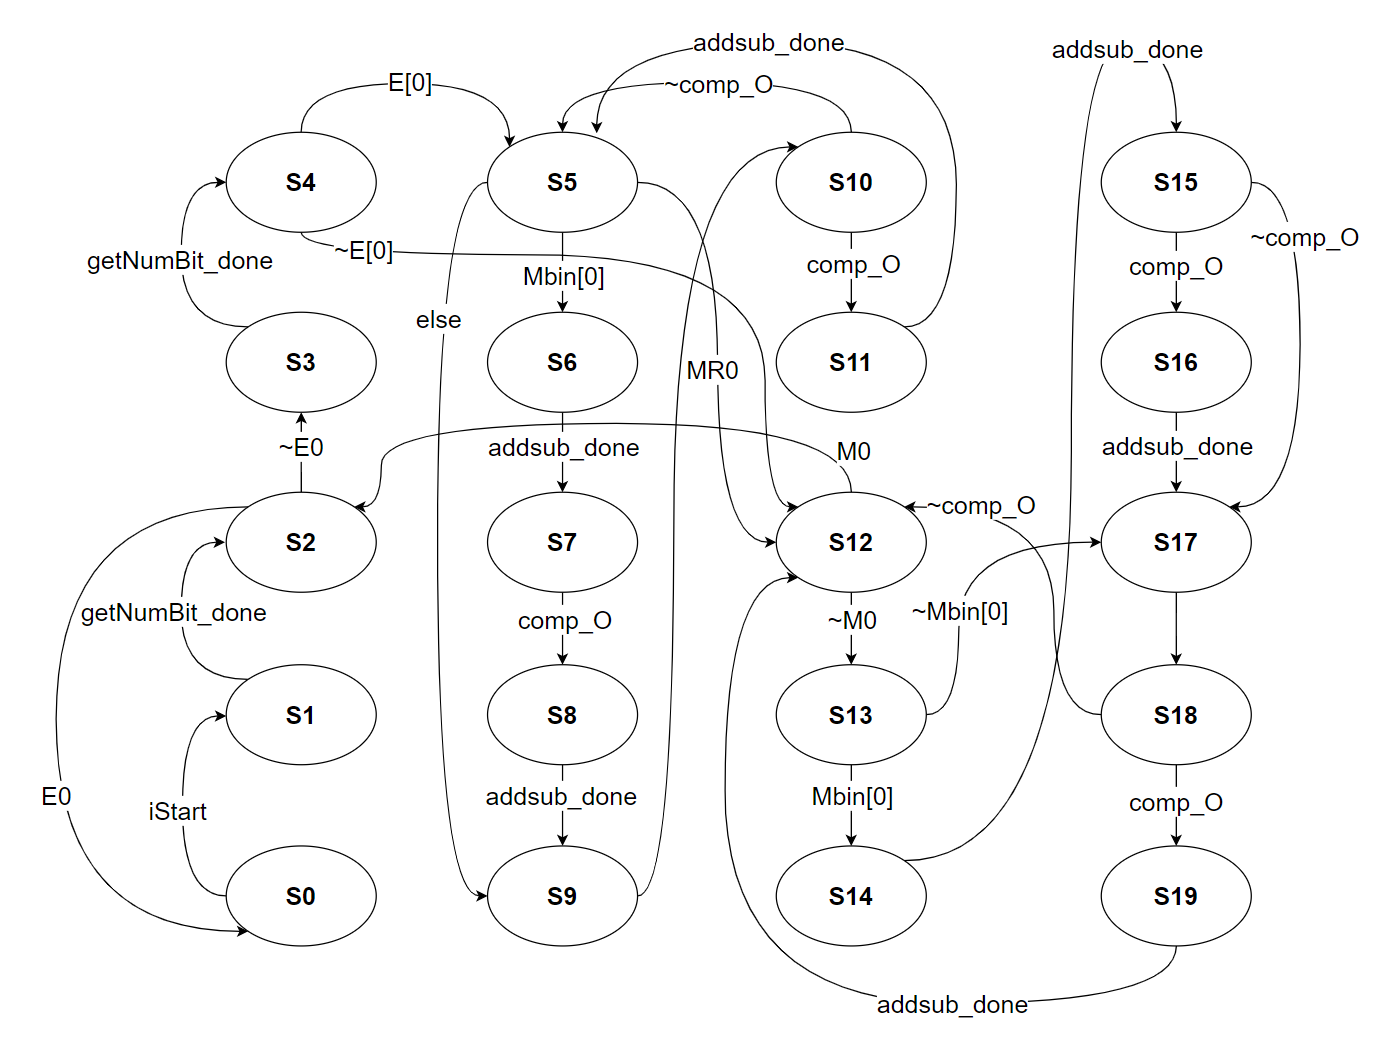 addsub_done
addsub_done
E[0]
~comp_O
S4
S5
S10
S15
~comp_O
~E[0]
getNumBit_done
Mbin[0]
comp_O
comp_O
else
S3
S6
S11
S16
MR0
~E0
addsub_done
M0
addsub_done
~comp_O
S2
S7
S12
S17
getNumBit_done
comp_O
~M0
~Mbin[0]
S1
S8
S13
S18
E0
iStart
addsub_done
Mbin[0]
comp_O
S0
S9
S14
S19
addsub_done